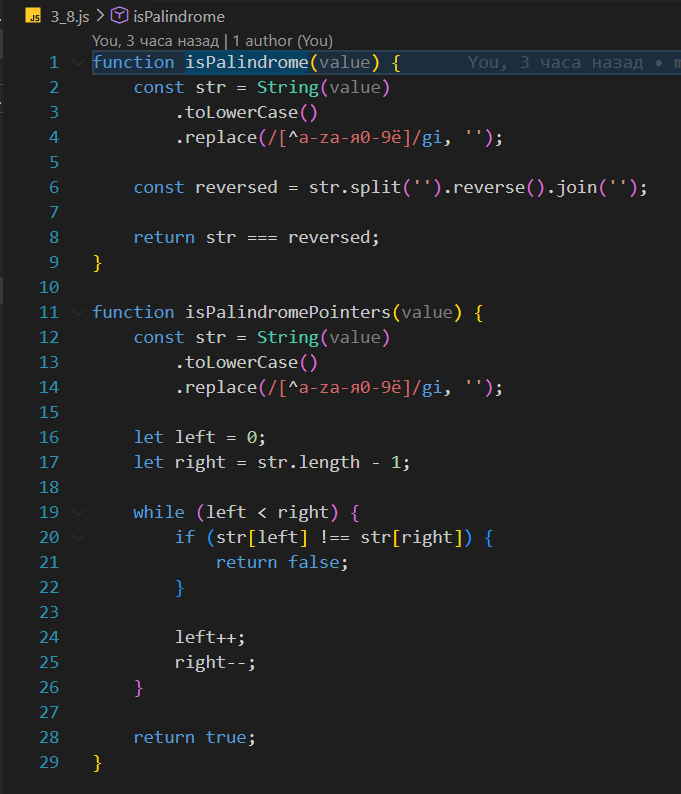 JS 3_8.js > isPalindrome
You, 3 часа назад | 1 author (You)
1 function isPalindrome(value) { You, 3 часа назад •
2     const str = String(value)
3         .toLowerCase()
4         .replace(/[^a-zа-я0-9ё]/gi, '');
5
6     const reversed = str.split('').reverse().join('');
7
8     return str === reversed;
9 }
10
11 function isPalindromePointers(value) {
12     const str = String(value)
13         .toLowerCase()
14         .replace(/[^a-zа-я0-9ё]/gi, '');
15
16     let left = 0;
17     let right = str.length - 1;
18
19     while (left < right) {
20         if (str[left] !== str[right]) {
21             return false;
22         }
23
24         left++;
25         right--;
26     }
27
28     return true;
29 }